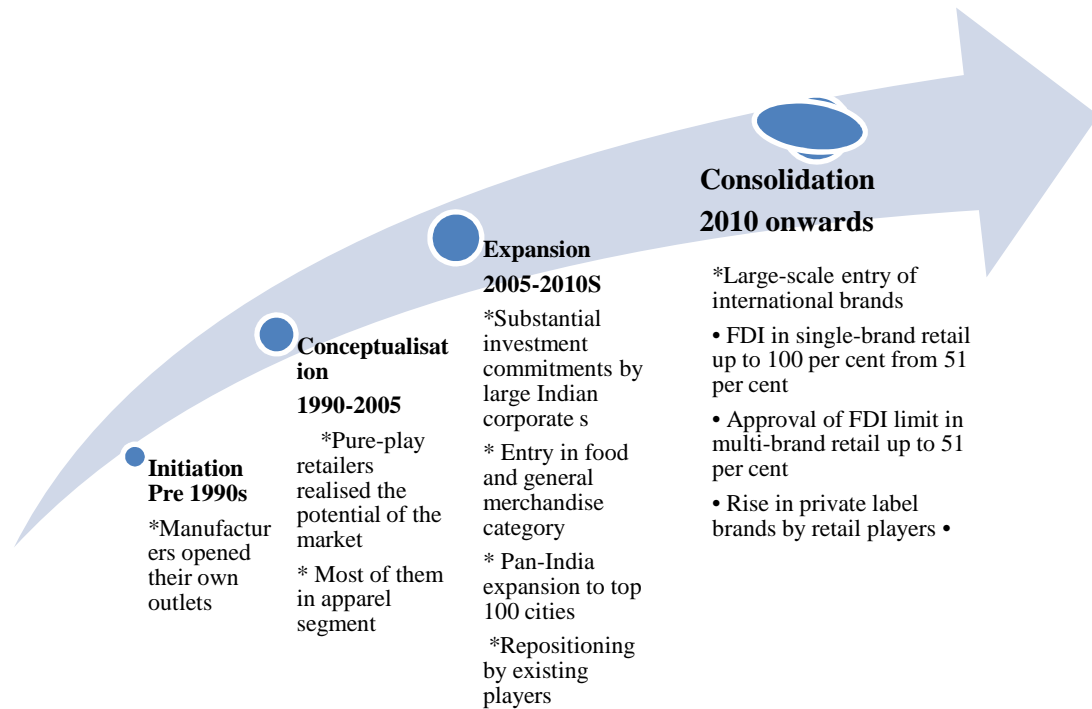 Initiation
Pre 1990s
*Manufactur
ers opened
their own
outlets
Conceptualisat
ion
1990-2005
*Pure-play
retailers
realised the
potential of the
market
* Most of them
in apparel
segment
Expansion
2005-2010S
*Substantial
investment
commitments by
large Indian
corporate s
* Entry in food
and general
merchandise
category
* Pan-India
expansion to top
100 cities
*Repositioning
by existing
players
Consolidation
2010 onwards
*Large-scale entry of
international brands
• FDI in single-brand retail
up to 100 per cent from 51
per cent
• Approval of FDI limit in
multi-brand retail up to 51
per cent
• Rise in private label
brands by retail players •